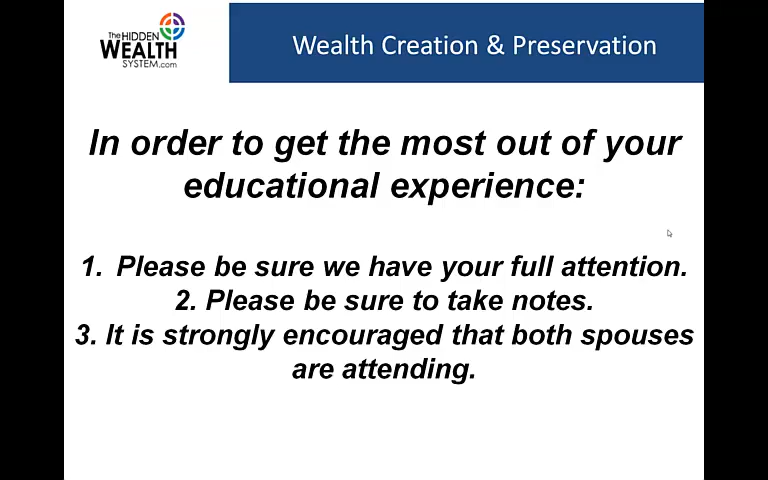 The HIDDEN
WEALTH
SYSTEM.com
Wealth Creation & Preservation
In order to get the most out of your
educational experience:
1. Please be sure we have your full attention.
2. Please be sure to take notes.
3. It is strongly encouraged that both spouses
are attending.